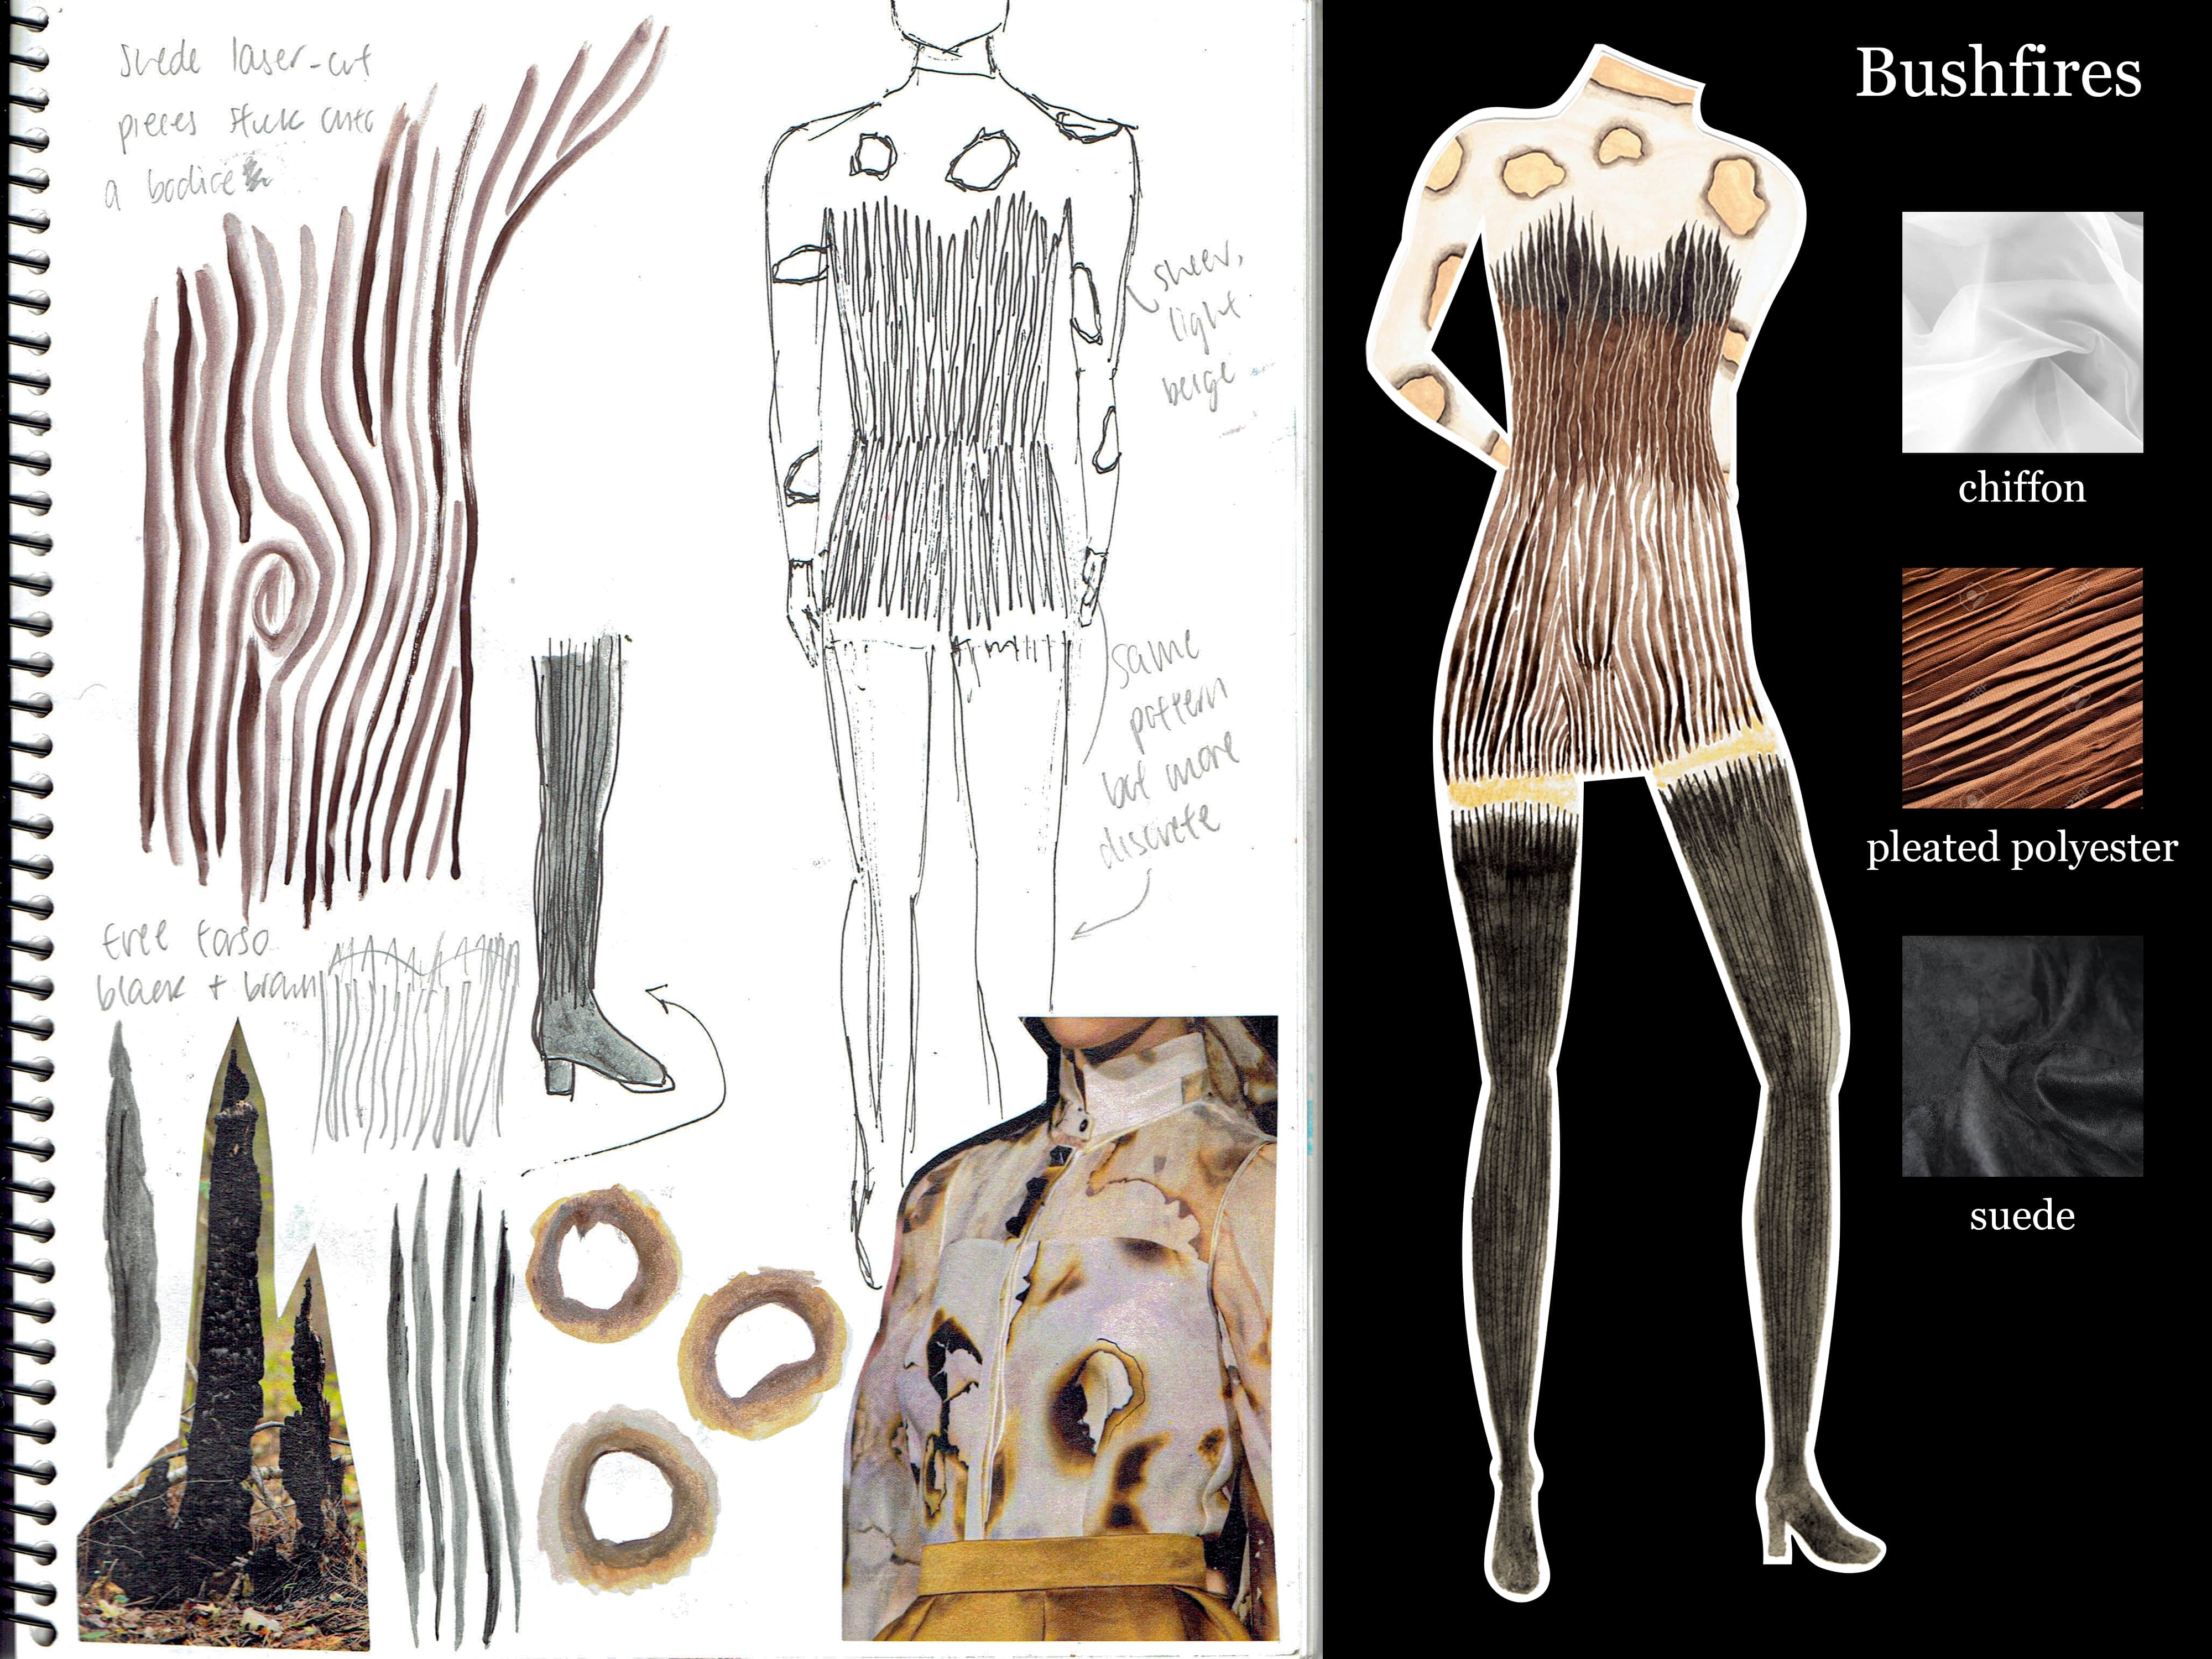 suede laser-cut
pieces stuck onto
a bodice
sheer,
light
beige
same
pattern
but more
discrete
tree torso
black + brown
Bushfires
chiffon
pleated polyester
suede